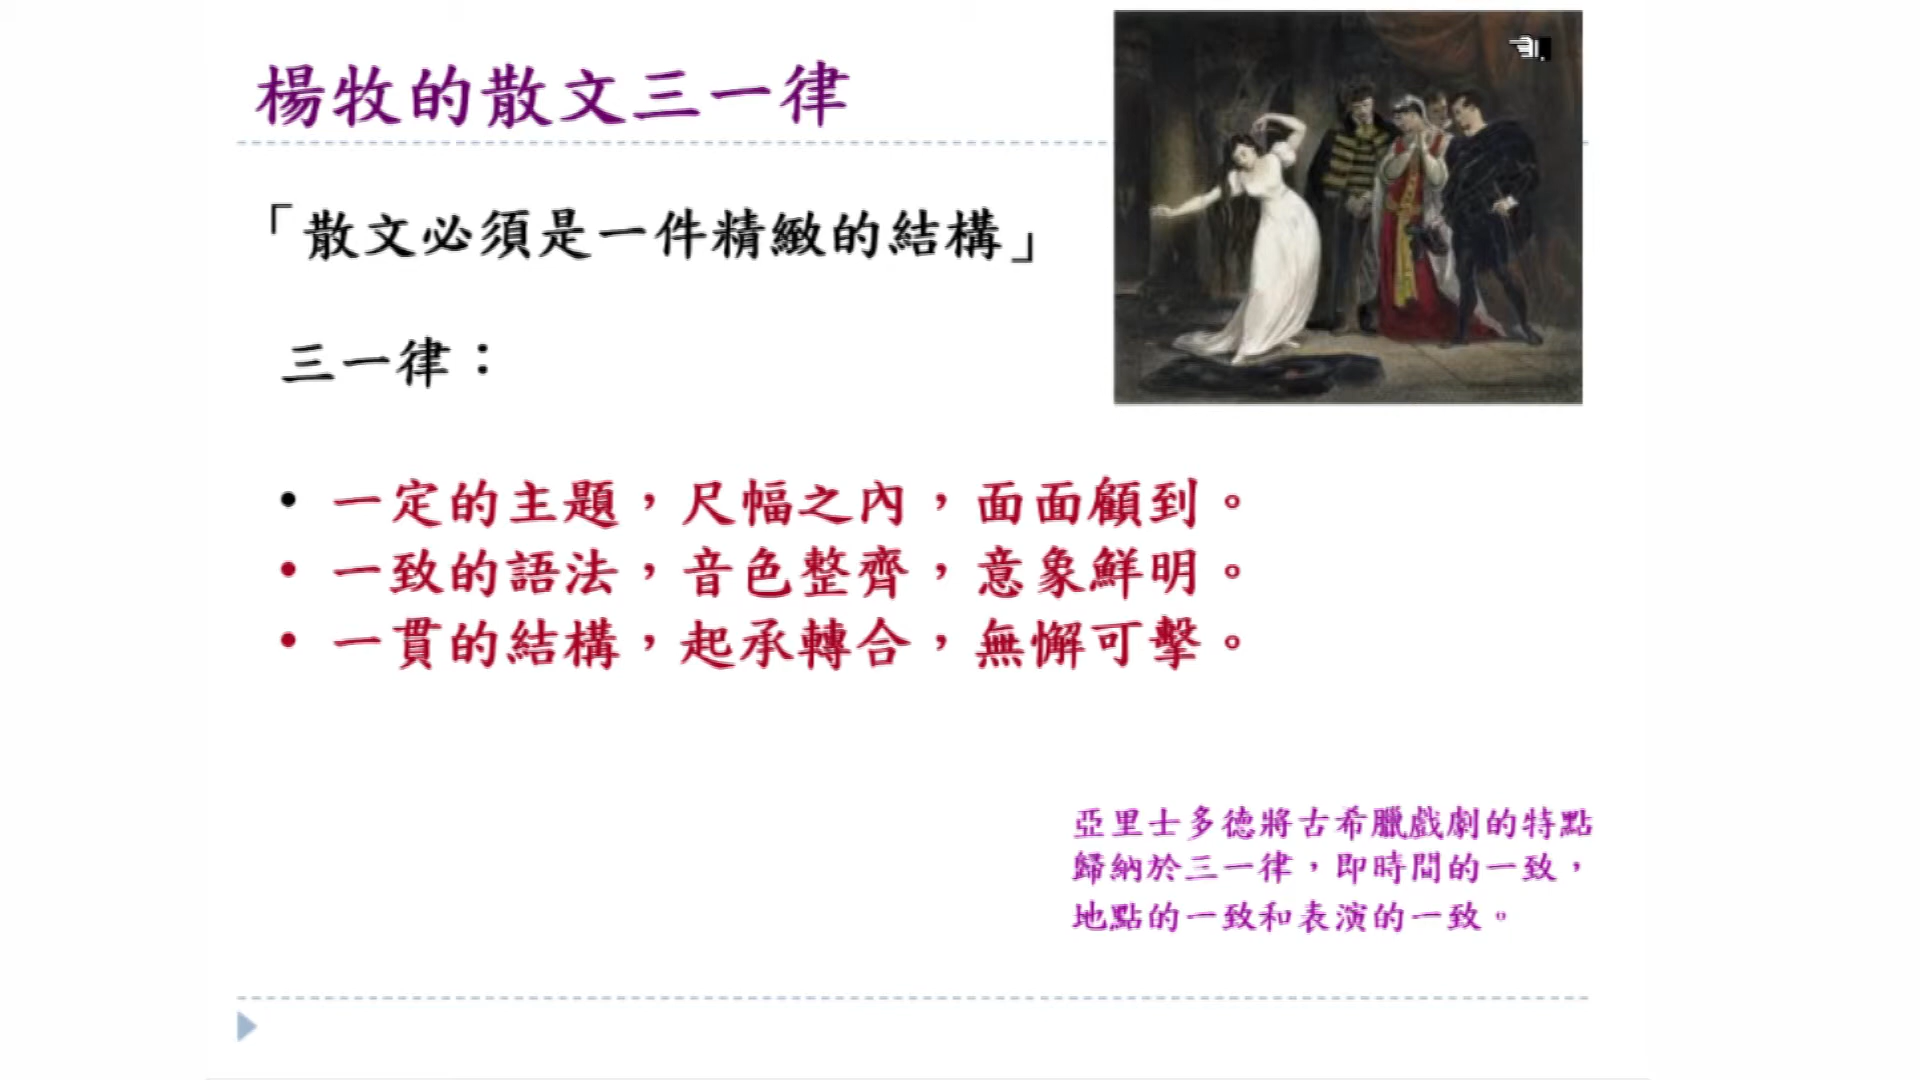 楊牧的散文三一律
「散文必須是一件精緻的結構」
三一律：
• 一定的主題，尺幅之內，面面顧到。
• 一致的語法，音色整齊，意象鮮明。
• 一貫的結構，起承轉合，無懈可擊。
亞里士多德將古希臘戲劇的特點
歸納於三一律，即時間的一致，
地點的一致和表演的一致。